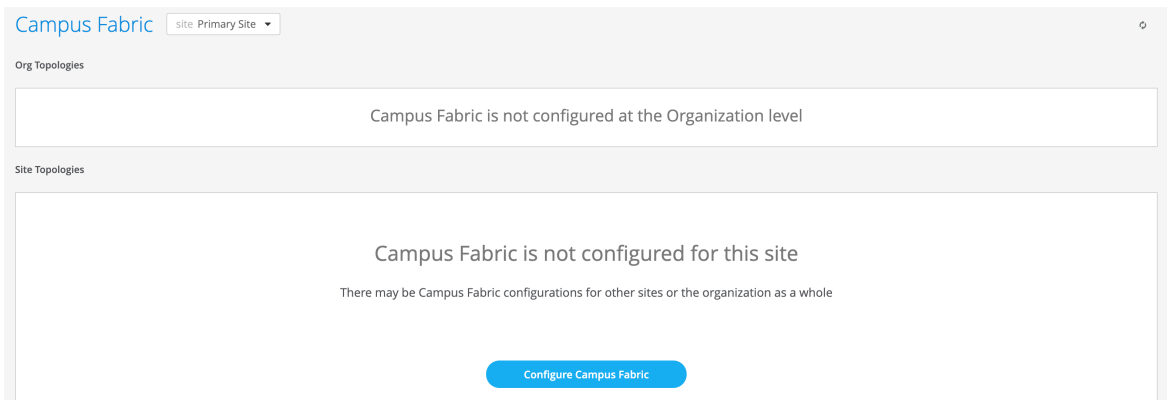 Campus Fabric site Primary Site
Org Topologies
Campus Fabric is not configured at the Organization level
Site Topologies
Campus Fabric is not configured for this site
There may be Campus Fabric configurations for other sites or the organization as a whole
Configure Campus Fabric